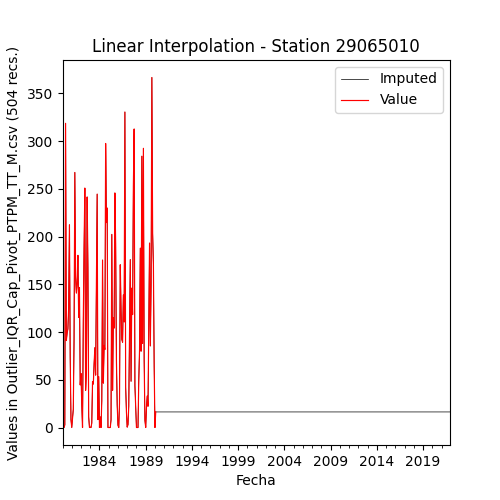 Linear Interpolation - Station 29065010
Imputed
Value
Values in Outlier_IQR_Cap_Pivot_PTPM_TT_M.csv (504 recs.)
350
300
250
200
150
100
50
0
1984 1989 1994 1999 2004 2009 2014 2019
Fecha